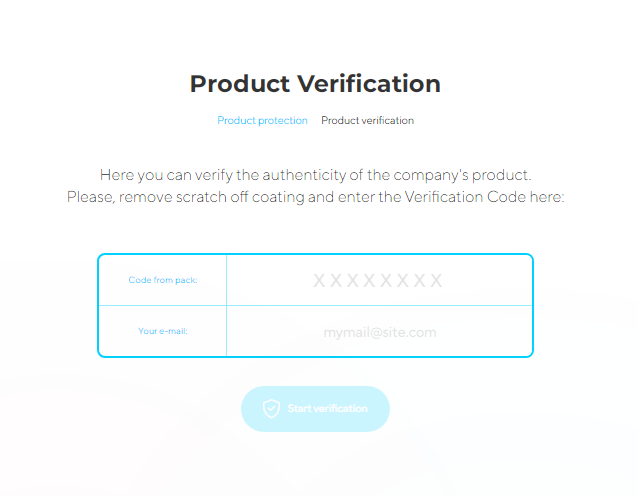 Product Verification
Product protection Product verification
Here you can verify the authenticity of the company's product.
Please, remove scratch off coating and enter the Verification Code here:
Code from pack: X X X X X X X X
Your e-mail: mymail@site.com
Start verification